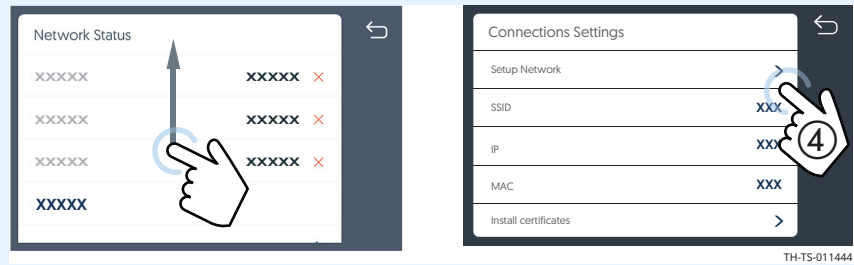 Network Status
xxxxx xxxxx ×
xxxxx xxxxx ×
xxxxx xxxxx ×
xxxxx
Connections Settings
Setup Network >
SSID XXX
IP XXX
4
MAC XXX
Install certificates >
TH-TS-011444